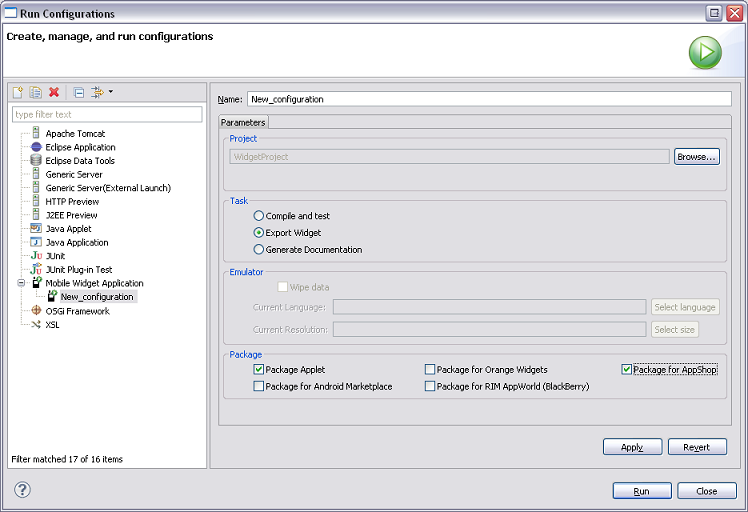 Run Configurations
Create, manage, and run configurations
type filter text
Apache Tomcat
Eclipse Application
Eclipse Data Tools
Generic Server
Generic Server(External Launch)
HTTP Preview
J2EE Preview
Java Applet
Java Application
JUnit
JUnit Plug-in Test
Mobile Widget Application
New_configuration
OSGi Framework
XSL
Filter matched 17 of 16 items
Name: New_configuration
Parameters
Project
WidgetProject Browse...
Task
Compile and test
Export Widget
Generate Documentation
Emulator
Wipe data
Current Language: Select language
Current Resolution: Select size
Package
Package Applet Package for Orange Widgets Package for AppShop
Package for Android Marketplace Package for RIM AppWorld (BlackBerry)
Apply Revert
Run Close